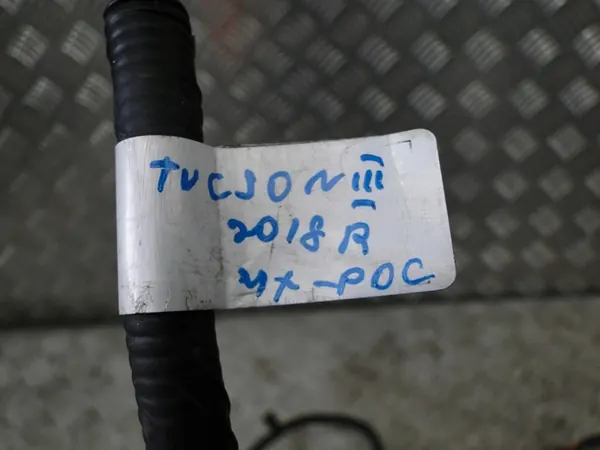 TUCSON III
2018 R
4x-POC